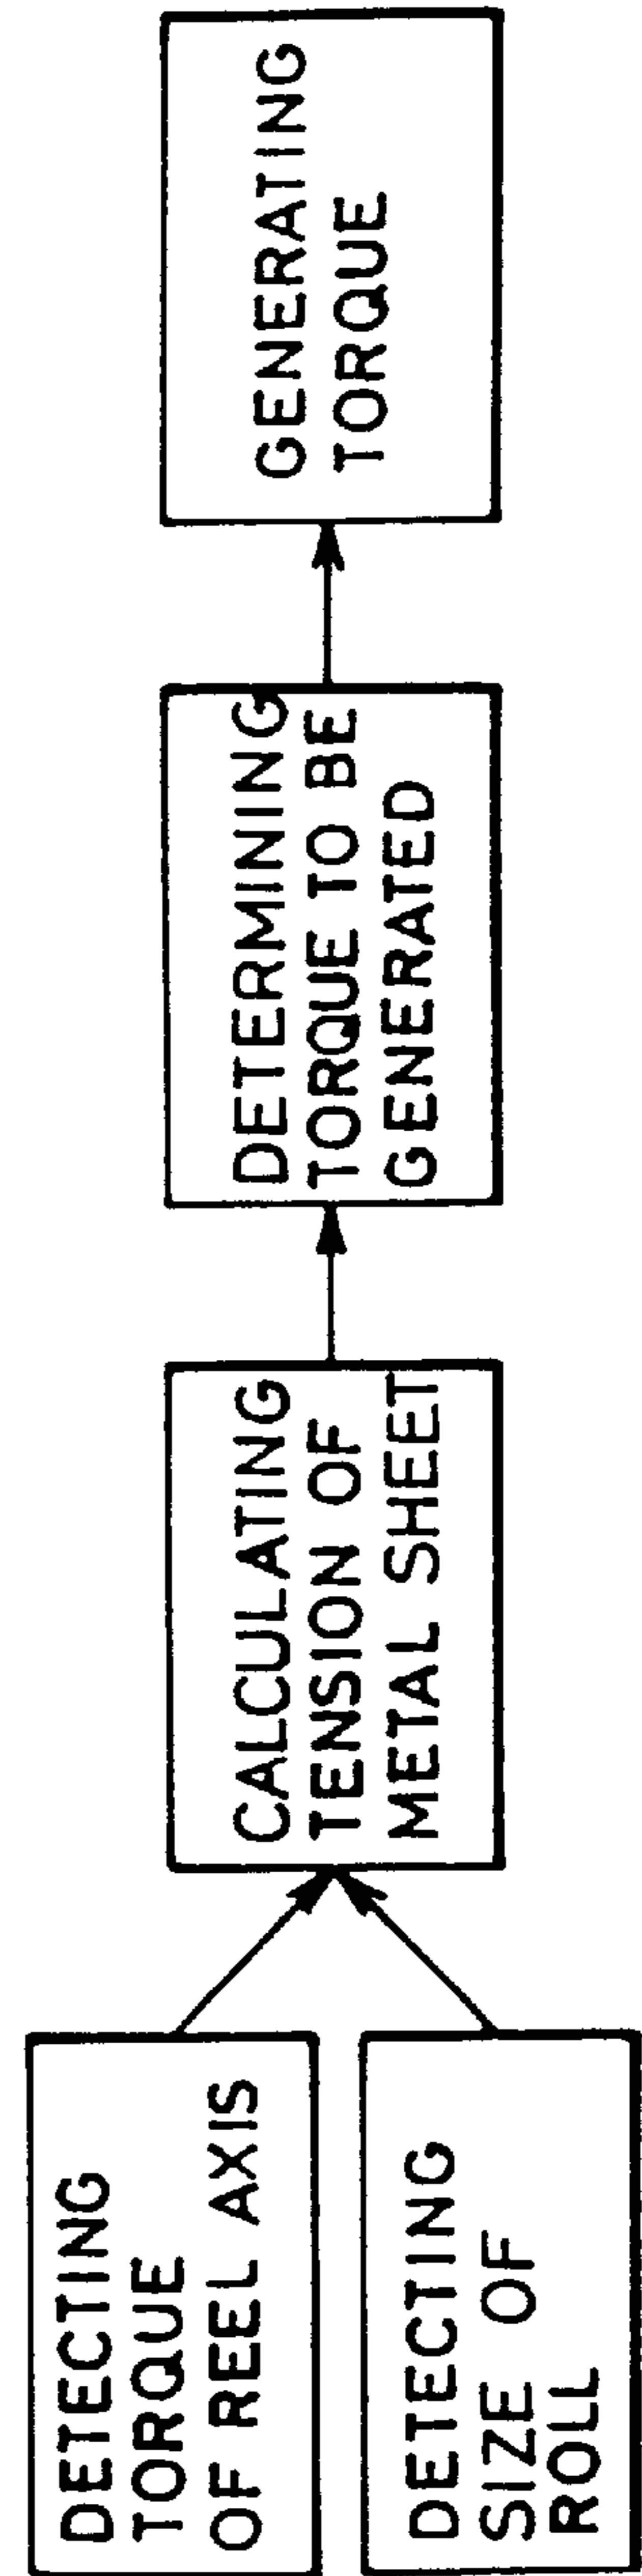 DETECTING
TORQUE
OF REEL AXIS
DETECTING
SIZE OF
ROLL
CALCULATING
TENSION OF
METAL SHEET
DETERMINING
TORQUE TO BE
GENERATED
GENERATING
TORQUE